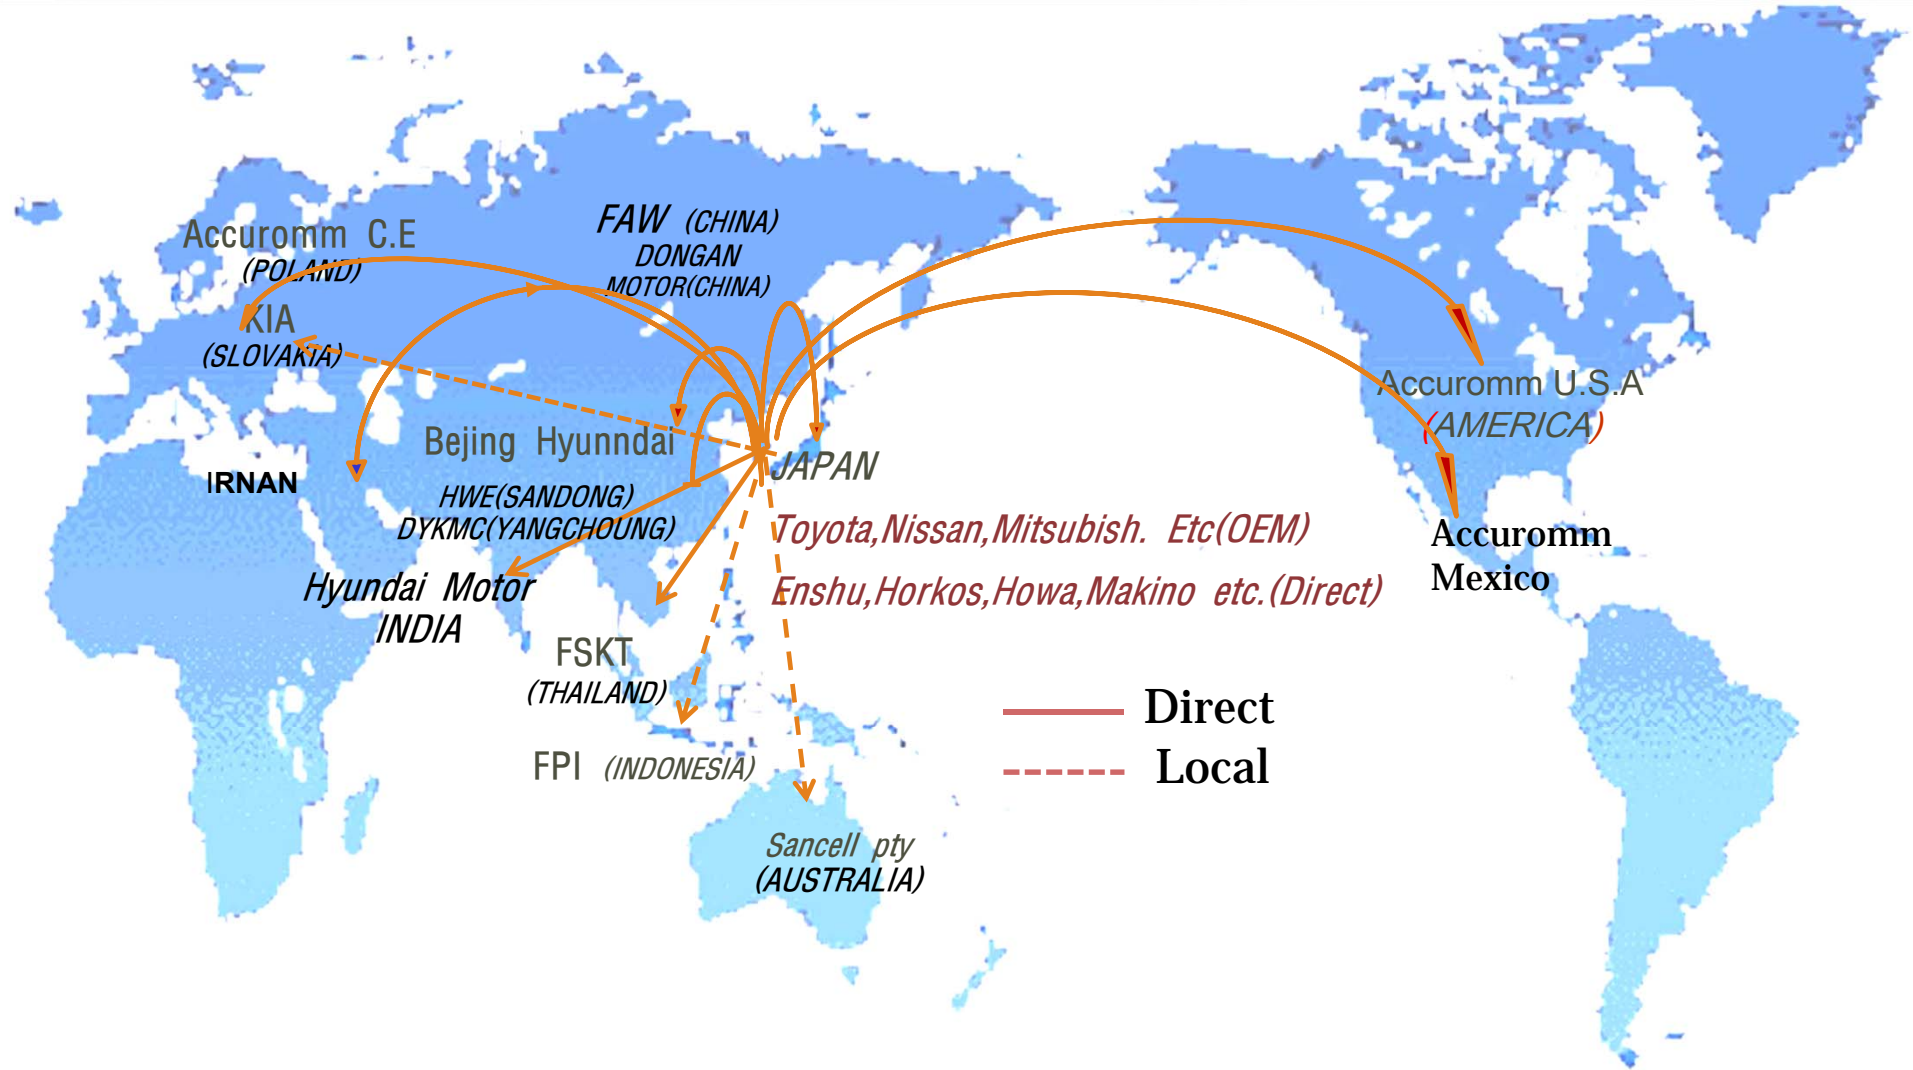 Accuromm C.E
(POLAND)
KIA
(SLOVAKIA)
FAW (CHINA)
DONGAN
MOTOR(CHINA)
Bejing Hyunndai
IRNAN
HWE(SANDONG)
DYKMC(YANGCHOUNG)
Hyundai Motor
INDIA
JAPAN
Toyota,Nissan,Mitsubish. Etc(OEM)
Enshu,Horkos,Howa,Makino etc.(Direct)
Accuromm U.S.A
(AMERICA)
Accuromm
Mexico
FSKT
(THAILAND)
FPI (INDONESIA)
Sancell pty
(AUSTRALIA)
Direct
Local